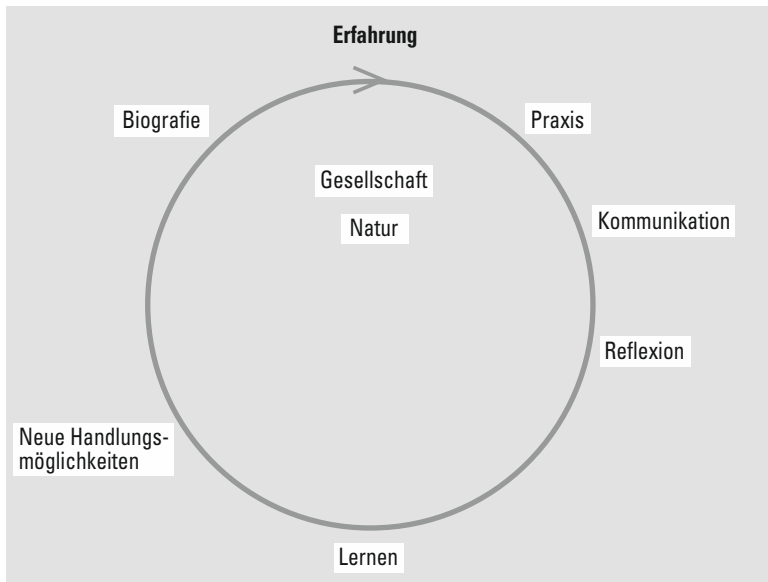 Erfahrung
Biografie
Praxis
Gesellschaft
Natur
Kommunikation
Reflexion
Neue Handlungs-
möglichkeiten
Lernen